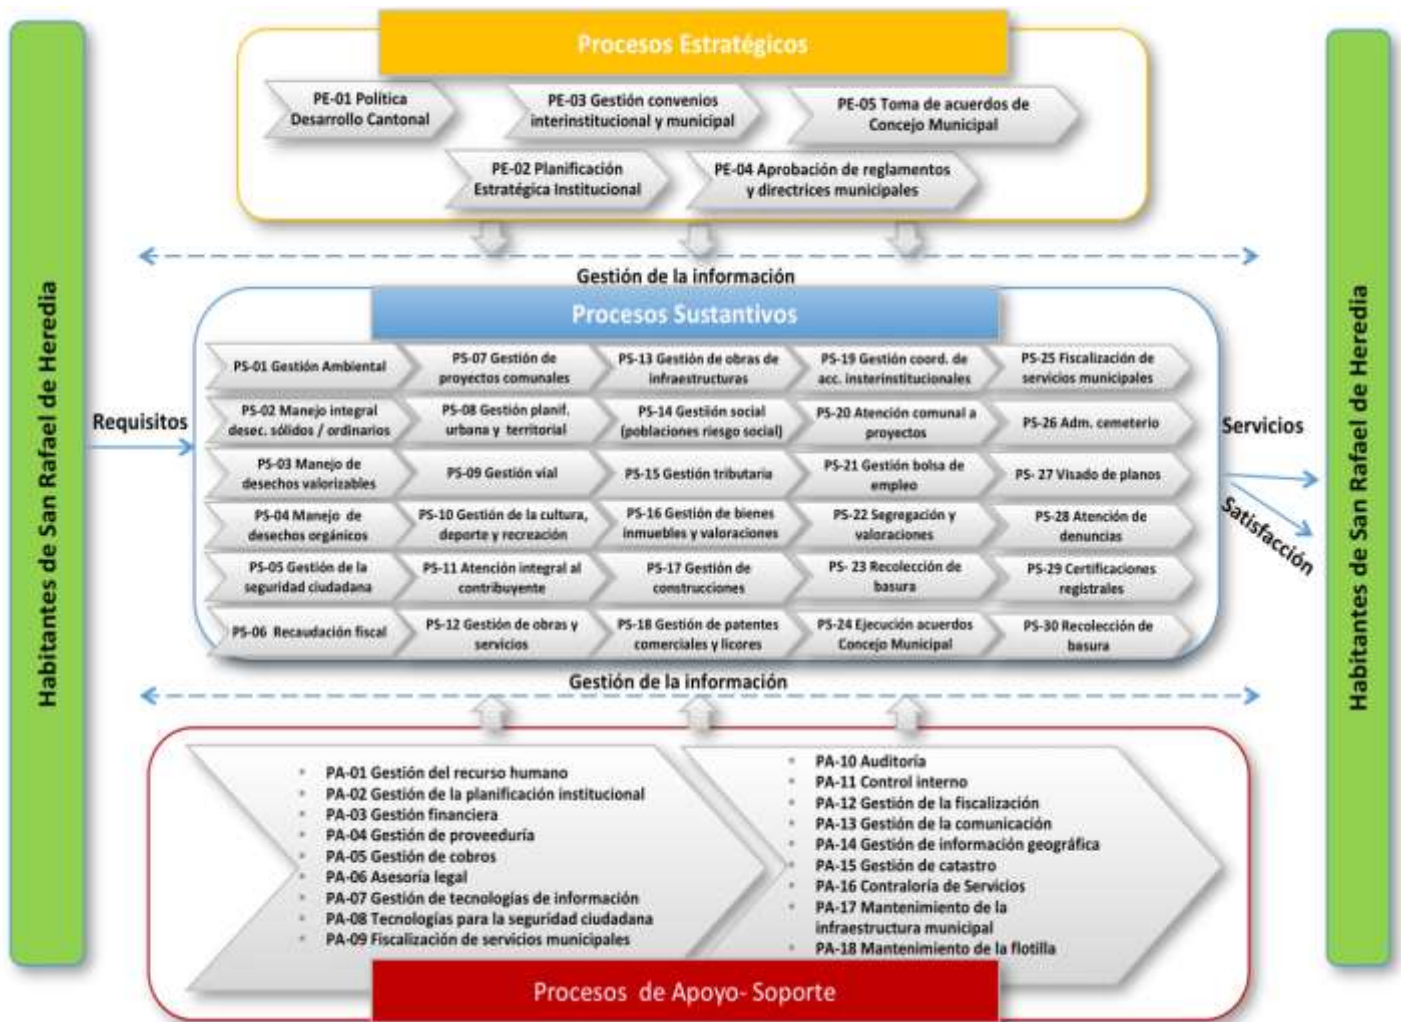 Habitantes de San Rafael de Heredia
Procesos Estratégicos
PE-01 Política
Desarrollo Cantonal
PE-03 Gestión convenios
interinstitucional y municipal
PE-05 Toma de acuerdos de
Concejo Municipal
PE-02 Planificación
Estratégica Institucional
PE-04 Aprobación de reglamentos
y directrices municipales
Gestión de la información
Requisitos
Procesos Sustantivos
PS-01 Gestión Ambiental
PS-07 Gestión de
proyectos comunales
PS-13 Gestión de obras de
infraestructuras
PS-19 Gestión coord. de
acc. insterinstitucionales
PS-25 Fiscalización de
servicios municipales
PS-02 Manejo integral
desec. sólidos / ordinarios
PS-08 Gestión planif.
urbana y territorial
PS-14 Gestiión social
(poblaciones riesgo social)
PS-20 Atención comunal a
proyectos
PS-26 Adm. cemeterio
PS-03 Manejo de
desechos valorizables
PS-09 Gestión vial
PS-15 Gestión tributaria
PS-21 Gestión bolsa de
empleo
PS- 27 Visado de planos
PS-04 Manejo de
desechos orgánicos
PS-10 Gestión de la cultura,
deporte y recreación
PS-16 Gestión de bienes
inmuebles y valoraciones
PS-22 Segregación y
valoraciones
PS-28 Atención de
denuncias
PS-05 Gestión de la
seguridad ciudadana
PS-11 Atención integral al
contribuyente
PS-17 Gestión de
construcciones
PS- 23 Recolección de
basura
PS-29 Certificaciones
registrales
PS-06 Recaudación fiscal
PS-12 Gestión de obras y
servicios
PS-18 Gestión de patentes
comerciales y licores
PS-24 Ejecución acuerdos
Concejo Municipal
PS-30 Recolección de
basura
Servicios
Satisfacción
Gestión de la información
PA-01 Gestión del recurso humano
PA-02 Gestión de la planificación institucional
PA-03 Gestión financiera
PA-04 Gestión de proveeduría
PA-05 Gestión de cobros
PA-06 Asesoría legal
PA-07 Gestión de tecnologías de información
PA-08 Tecnologías para la seguridad ciudadana
PA-09 Fiscalización de servicios municipales
PA-10 Auditoría
PA-11 Control interno
PA-12 Gestión de la fiscalización
PA-13 Gestión de la comunicación
PA-14 Gestión de información geográfica
PA-15 Gestión de catastro
PA-16 Contraloría de Servicios
PA-17 Mantenimiento de la
infraestructura municipal
PA-18 Mantenimiento de la flotilla
Procesos de Apoyo- Soporte
Habitantes de San Rafael de Heredia